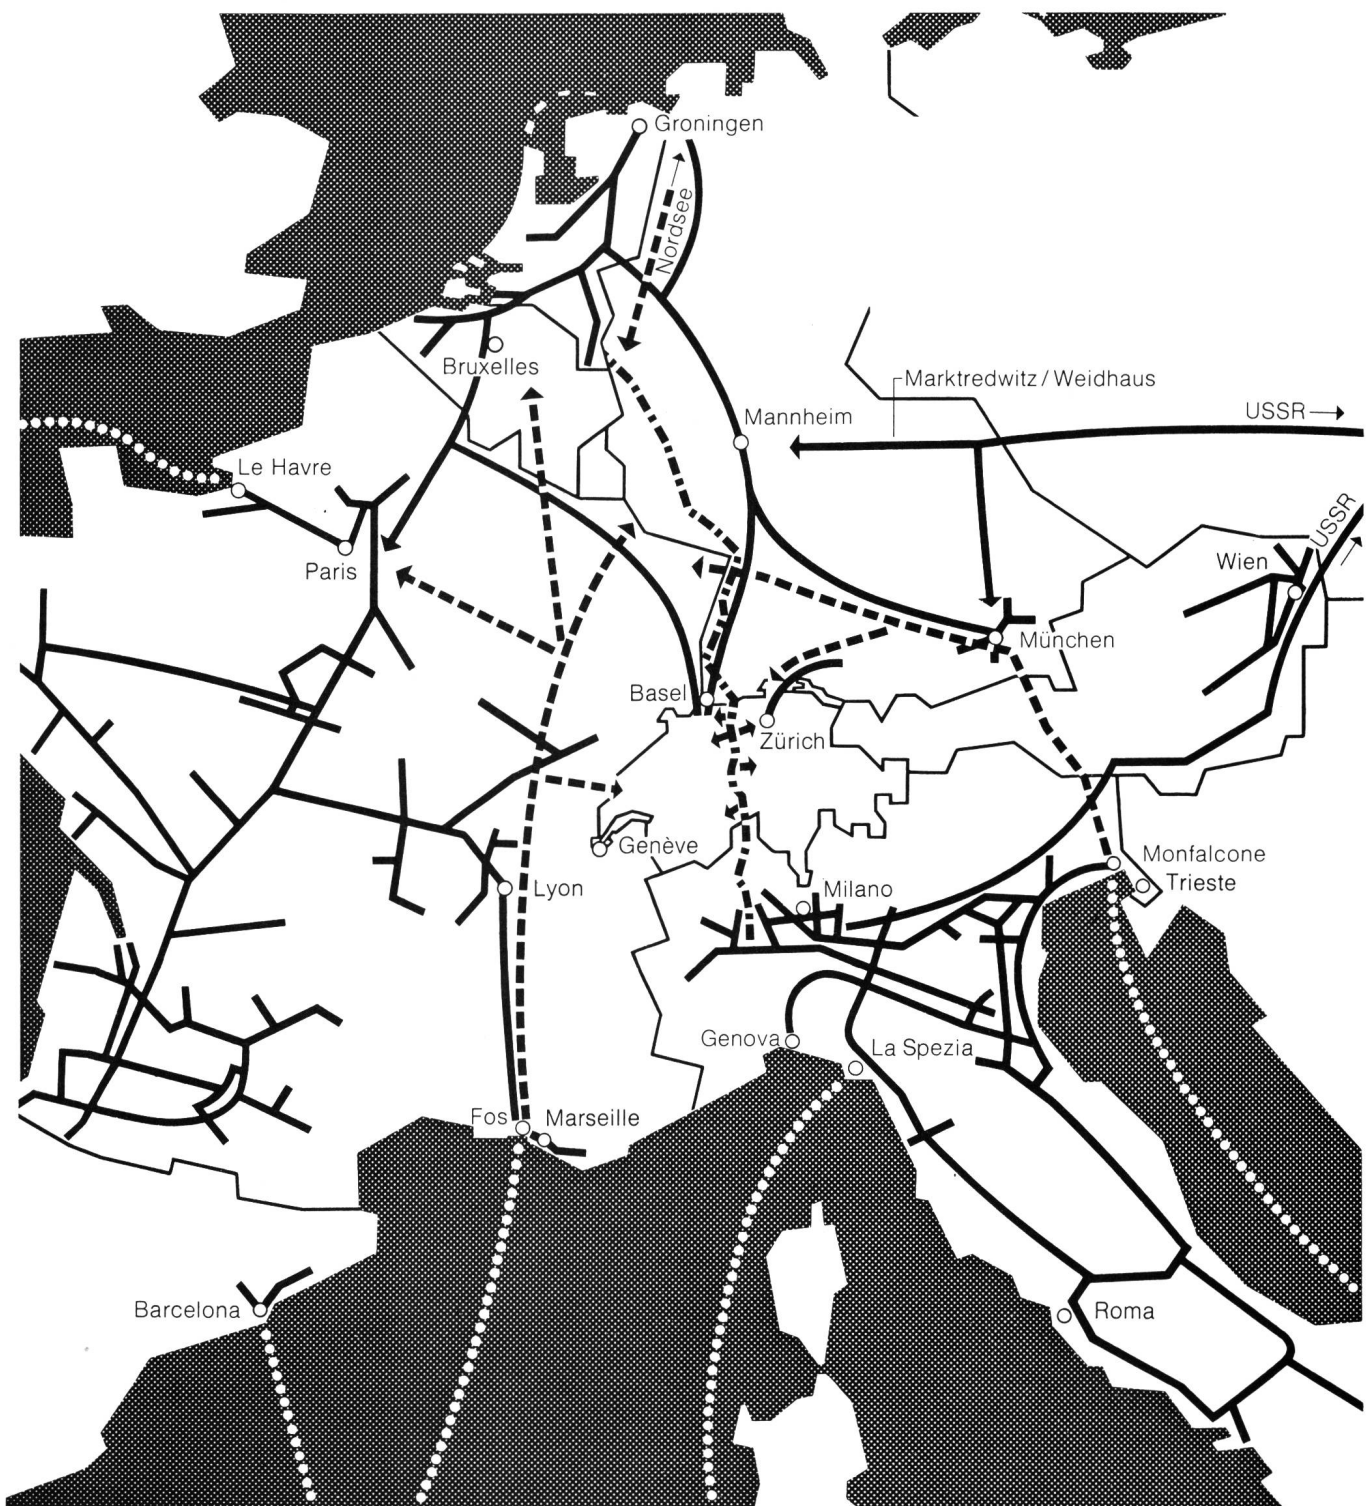 Groningen
Nordsee
Bruxelles
Marktredwitz / Weidhaus
USSR
Mannheim
Le Havre
USSR
Paris
Wien
München
Basel
Zürich
Genève
Lyon
Monfalcone
Trieste
Milano
Genova
La Spezia
Fos
Marseille
Barcelona
Roma